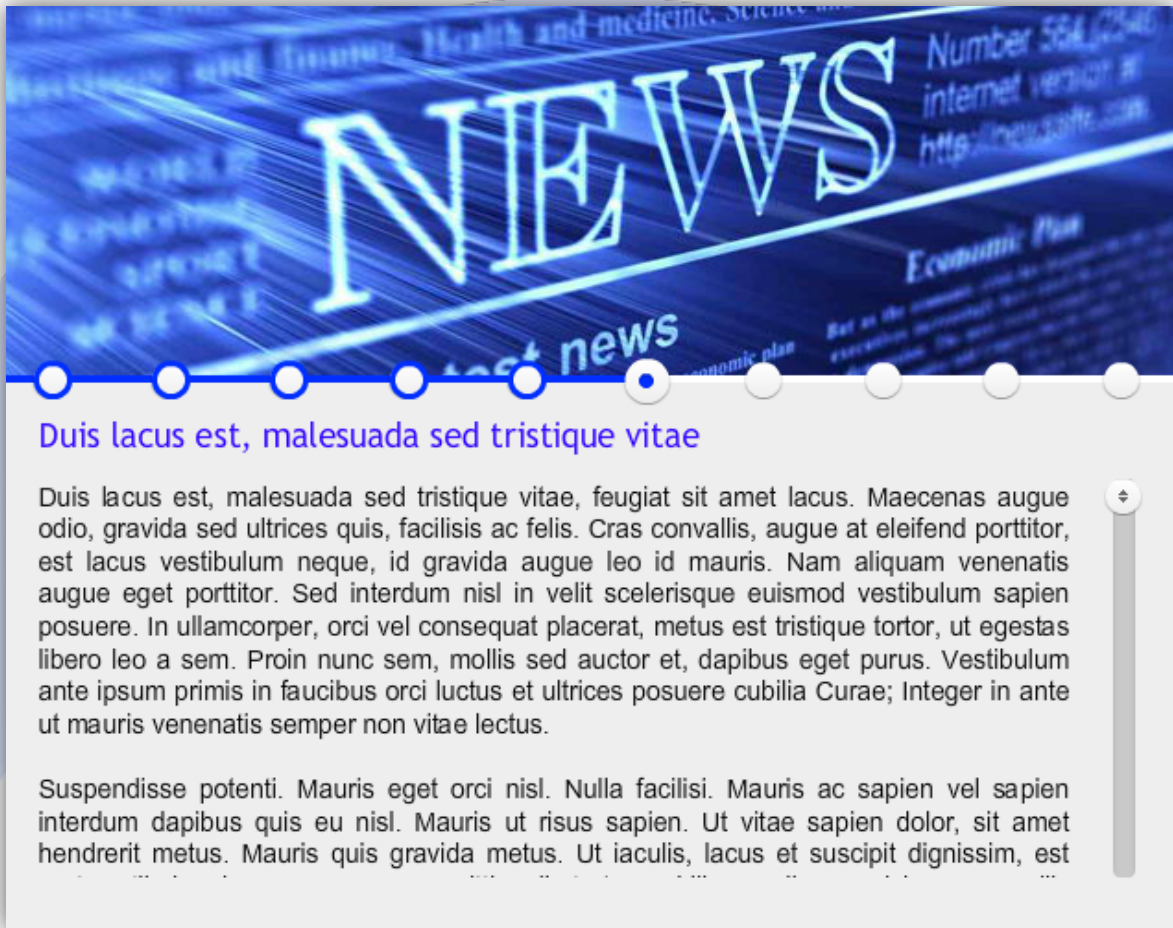 Health and medicine. Science
NEWS
Number 564
internet version at
Economic Plan
test news
economic plan
Duis lacus est, malesuada sed tristique vitae
Duis lacus est, malesuada sed tristique vitae, feugiat sit amet lacus. Maecenas augue
odio, gravida sed ultrices quis, facilisis ac felis. Cras convallis, augue at eleifend porttitor,
est lacus vestibulum neque, id gravida augue leo id mauris. Nam aliquam venenatis
augue eget porttitor. Sed interdum nisl in velit scelerisque euismod vestibulum sapien
posuere. In ullamcorper, orci vel consequat placerat, metus est tristique tortor, ut egestas
libero leo a sem. Proin nunc sem, mollis sed auctor et, dapibus eget purus. Vestibulum
ante ipsum primis in faucibus orci luctus et ultrices posuere cubilia Curae; Integer in ante
ut mauris venenatis semper non vitae lectus.
Suspendisse potenti. Mauris eget orci nisl. Nulla facilisi. Mauris ac sapien vel sapien
interdum dapibus quis eu nisl. Mauris ut risus sapien. Ut vitae sapien dolor, sit amet
hendrerit metus. Mauris quis gravida metus. Ut iaculis, lacus et suscipit dignissim, est